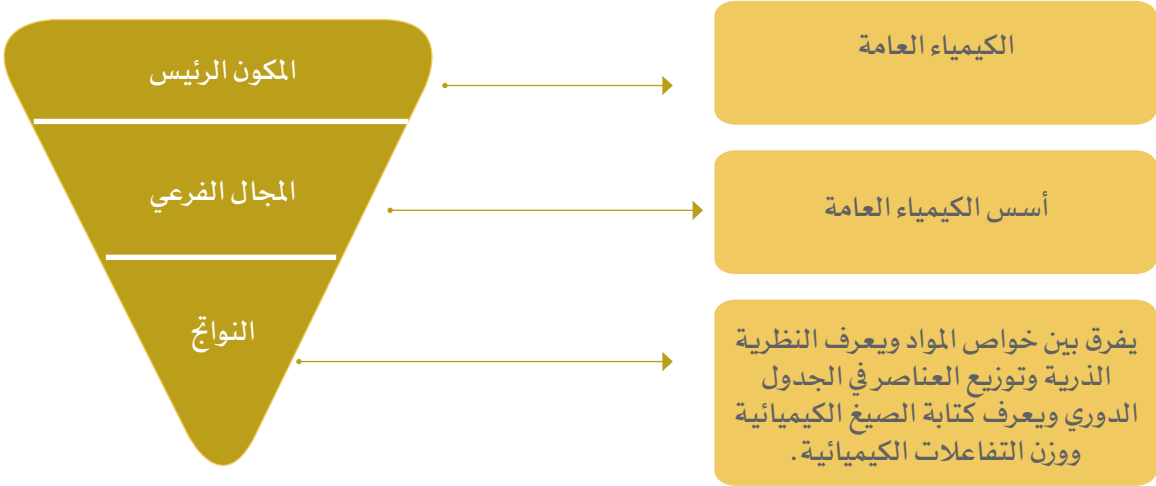 المكون الرئيس
الكيمياء العامة
المجال الفرعي
أسس الكيمياء العامة
النواتج
يفرق بين خواص المواد ويعرف النظرية
الذرية وتوزيع العناصر في الجدول
الدوري ويعرف كتابة الصيغ الكيميائية
ووزن التفاعلات الكيميائية.